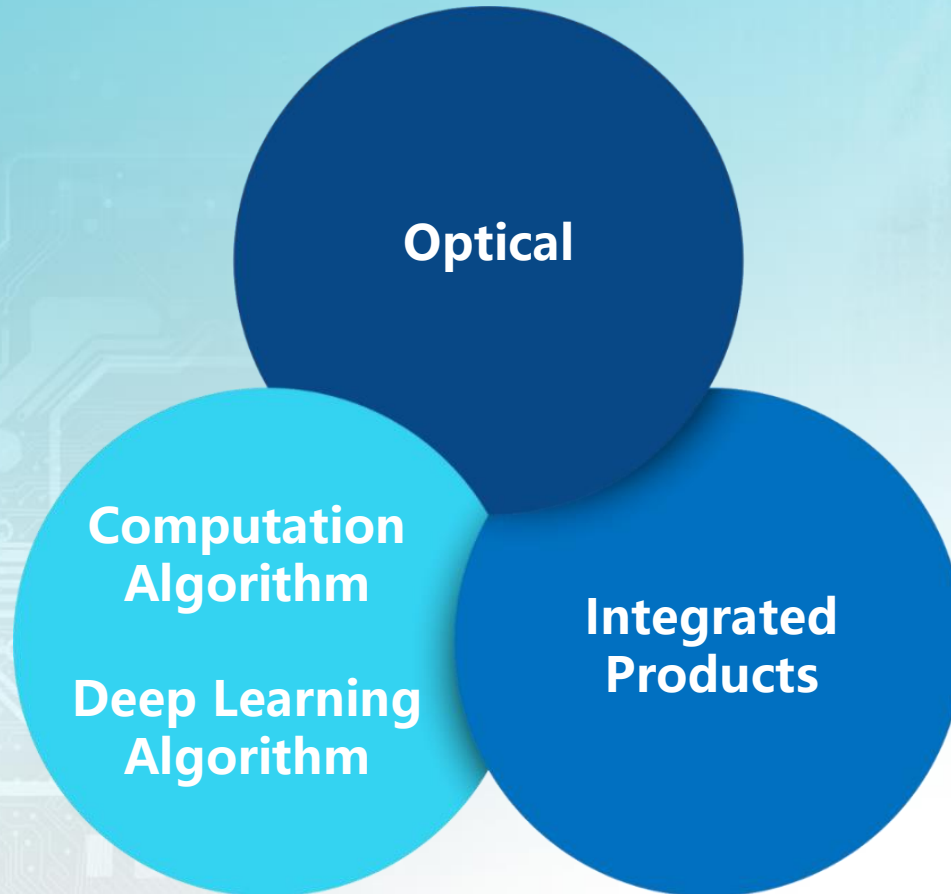 Optical
Computation
Algorithm
Deep Learning
Algorithm
Integrated
Products